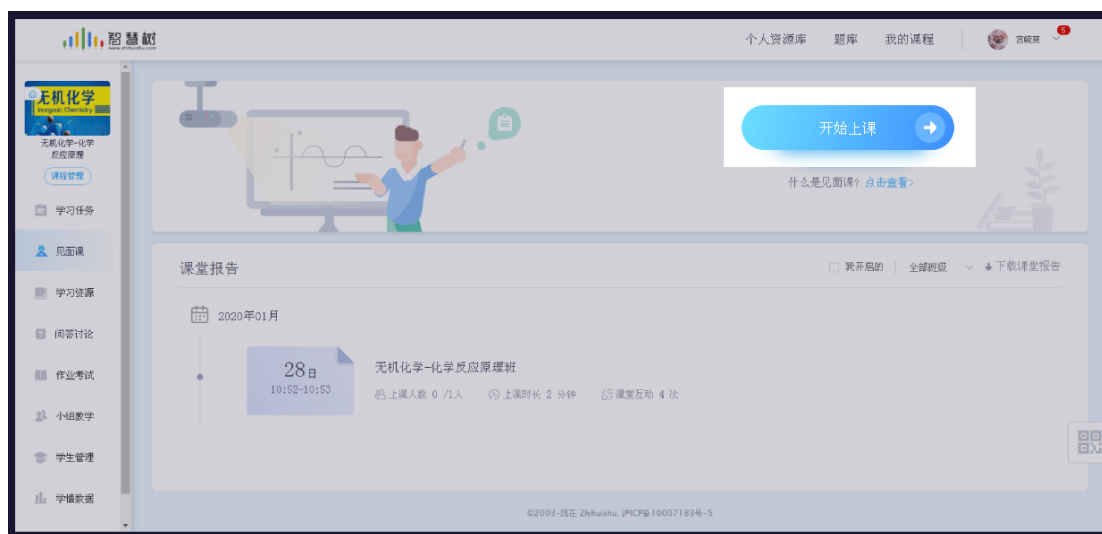 智慧树
www.zhihuishu.com
个人资源库 题库 我的课程
5
无机化学
Inorganic Chemistry
无机化学-化学
反应原理
课程管理
学习任务
见面课
学习资源
问答讨论
作业考试
小组教学
学生管理
学情数据
开始上课
什么是见面课? 点击查看>
课堂报告
我开启的 全部班级 下载课堂报告
2020年01月
28日
10:52-10:53
无机化学-化学反应原理班
上课人数 0 /1人 上课时长 2 分钟 课堂互动 4 次
©2003-现在 Zhihuishu. 沪ICP备10007183号-5